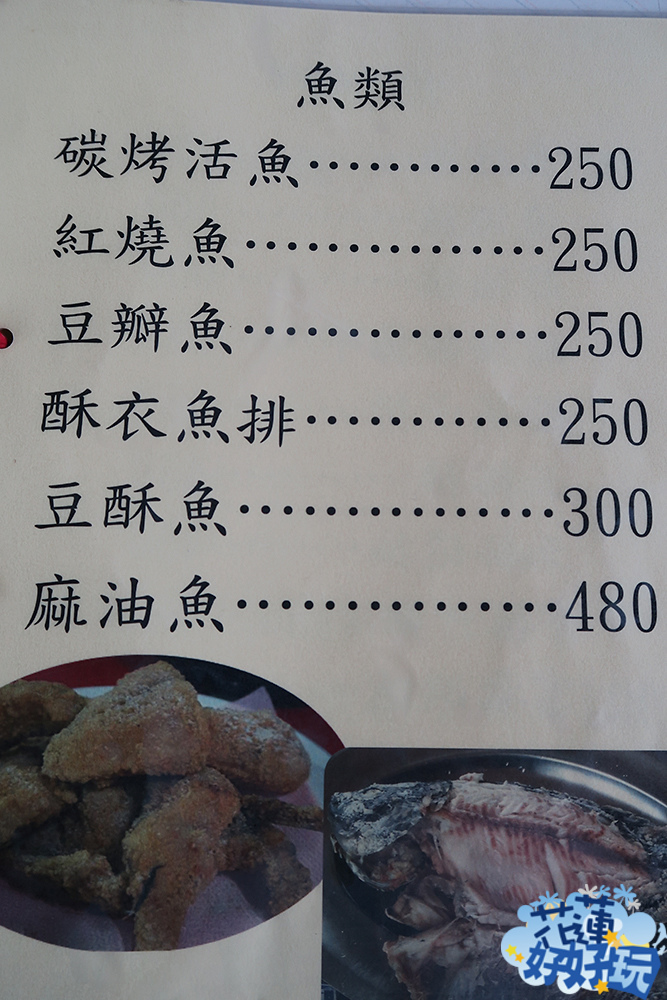 魚類
碳烤活魚············250
紅燒魚···············250
豆瓣魚···············250
酥衣魚排············250
豆酥魚···············300
麻油魚···············480
花蓮
好好玩